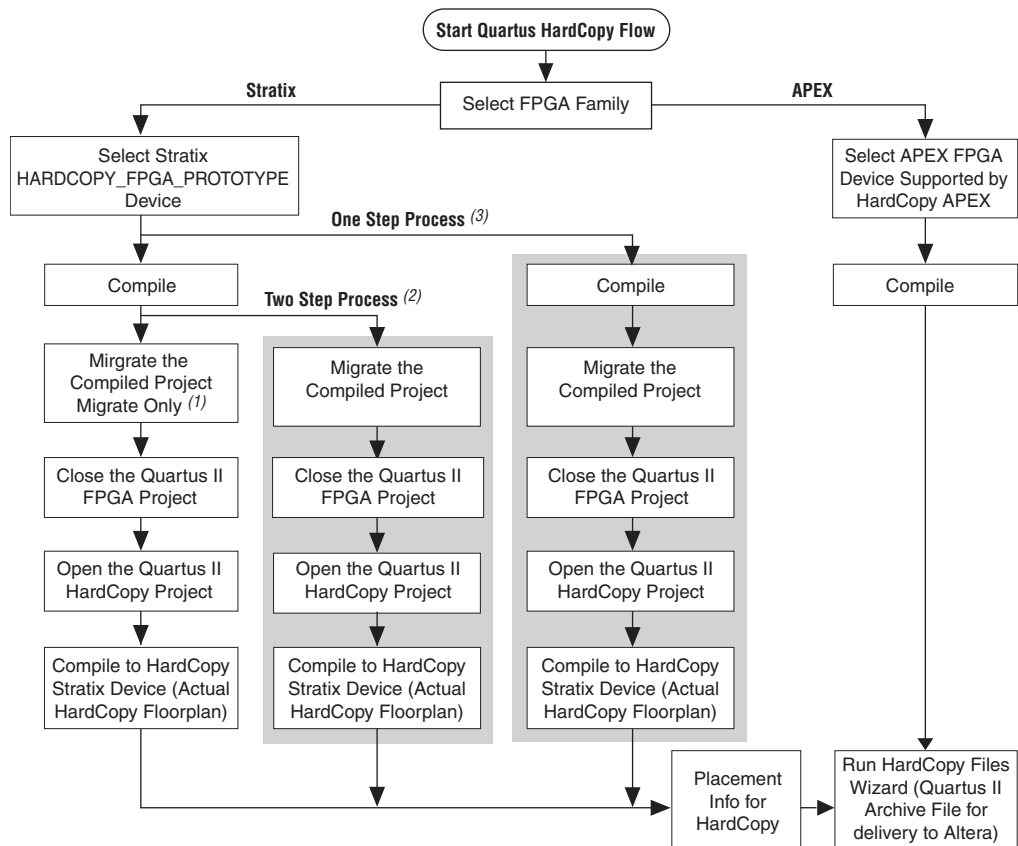 Start Quartus HardCopy Flow
Stratix
Select FPGA Family
APEX
Select Stratix
HARDCOPY_FPGA_PROTOTYPE
Device
Select APEX FPGA
Device Supported by
HardCopy APEX
One Step Process (3)
Compile
Compile
Compile
Two Step Process (2)
Mirgrate the
Compiled Project
Migrate Only (1)
Migrate the
Compiled Project
Migrate the
Compiled Project
Close the Quartus II
FPGA Project
Close the Quartus II
FPGA Project
Close the Quartus II
FPGA Project
Open the Quartus II
HardCopy Project
Open the Quartus II
HardCopy Project
Open the Quartus II
HardCopy Project
Compile to HardCopy
Stratix Device (Actual
HardCopy Floorplan)
Compile to HardCopy
Stratix Device (Actual
HardCopy Floorplan)
Compile to HardCopy
Stratix Device (Actual
HardCopy Floorplan)
Placement
Info for
HardCopy
Run HardCopy Files
Wizard (Quartus II
Archive File for
delivery to Altera)